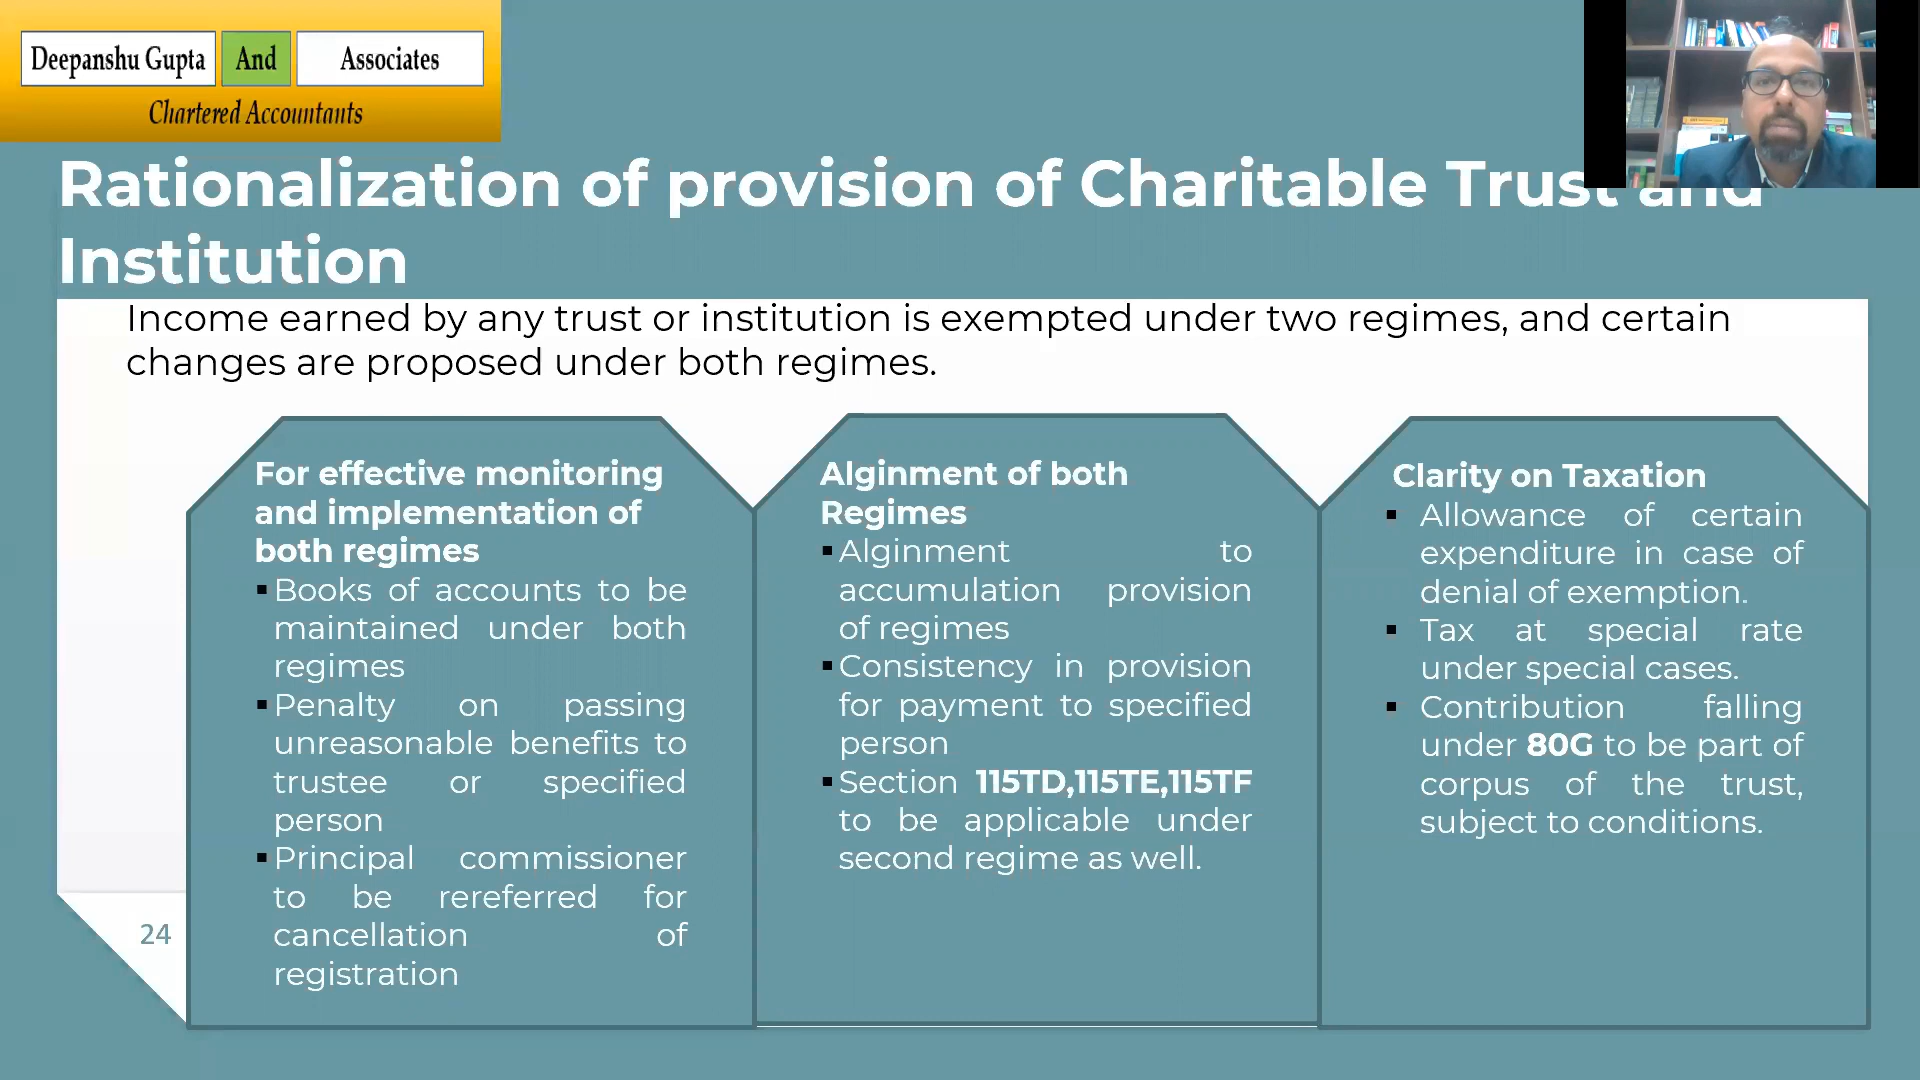 Deepanshu Gupta And Associates
Chartered Accountants
Rationalization of provision of Charitable Trust and
Institution
Income earned by any trust or institution is exempted under two regimes, and certain
changes are proposed under both regimes.
For effective monitoring
and implementation of
both regimes
▪Books of accounts to be
maintained under both
regimes
▪Penalty on passing
unreasonable benefits to
trustee or specified
person
▪Principal commissioner
to be rereferred for
cancellation of
registration
Alginment of both
Regimes
▪Alginment to
accumulation provision
of regimes
▪Consistency in provision
for payment to specified
person
▪Section 115TD,115TE,115TF
to be applicable under
second regime as well.
Clarity on Taxation
▪ Allowance of certain
expenditure in case of
denial of exemption.
▪ Tax at special rate
under special cases.
▪ Contribution falling
under 80G to be part of
corpus of the trust,
subject to conditions.
24